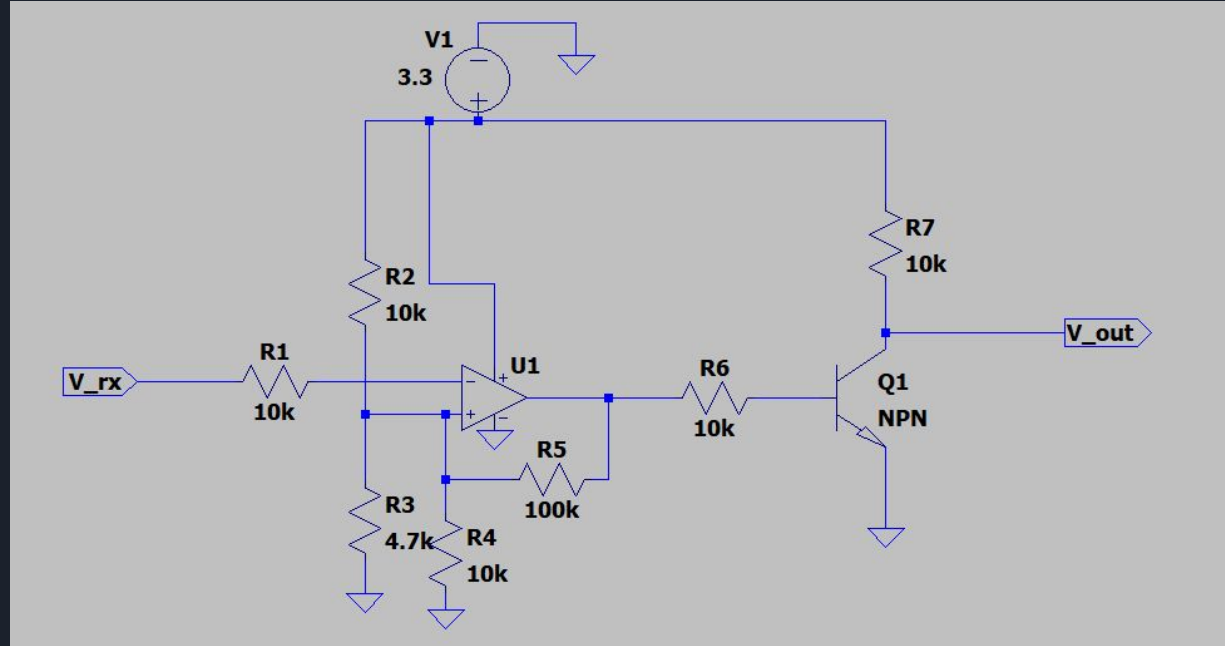 V1
3.3
R2
10k
R7
10k
V_out
R1
10k
V_rx
−
+
U1
+
−
R6
10k
Q1
NPN
R5
100k
R3
4.7k
R4
10k
−
+